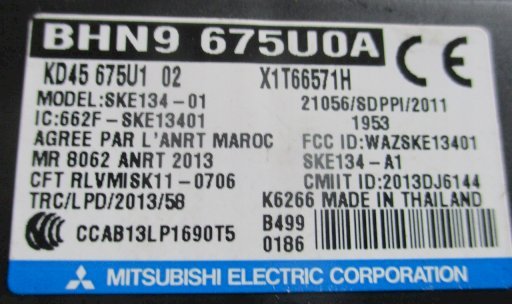 BHN9 675U0A
KD45 675U1 02 X1T66571H
MODEL:SKE134-01 21056/SDPPI/2011
IC:662F-SKE13401 1953
AGREE PAR L'ANRT MAROC FCC ID:WAZSKE13401
MR 8062 ANRT 2013 SKE134-A1
CFT RLVMISK11-0706 CMIIT ID:2013DJ6144
TRC/LPD/2013/58 K6266 MADE IN THAILAND
CCAB13LP1690T5 B499
0186
MITSUBISHI ELECTRIC CORPORATION